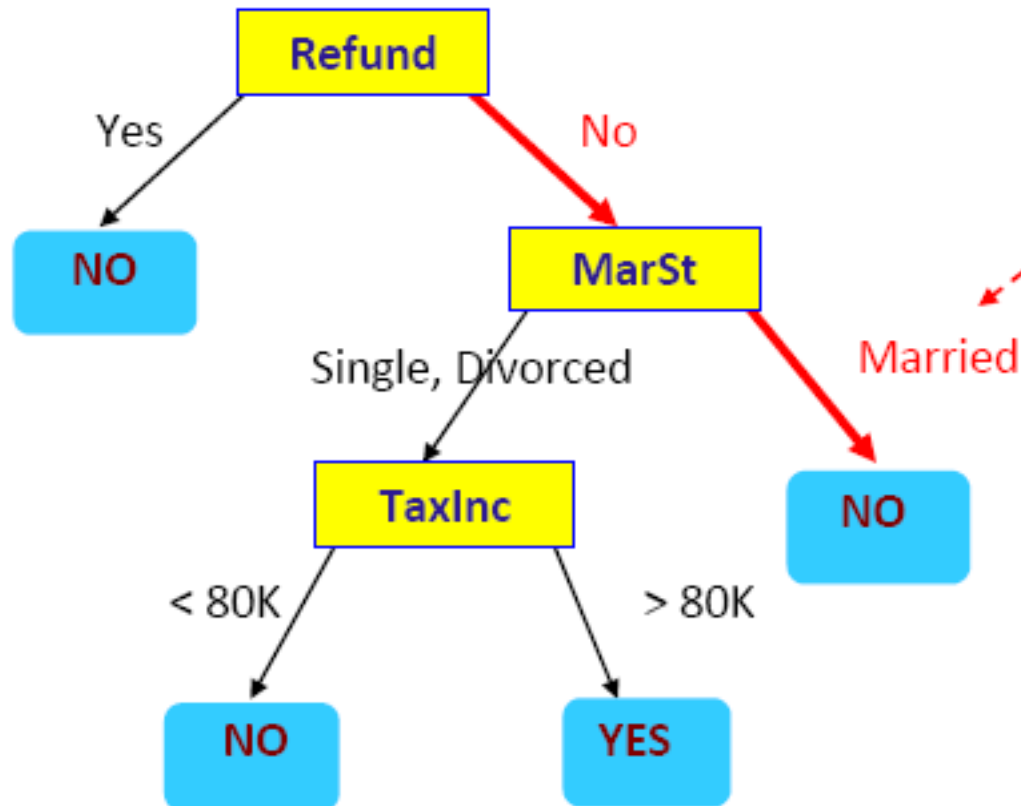 Refund
Yes
No
NO
MarSt
Single, Divorced
Married
TaxInc
NO
< 80K
> 80K
NO
YES